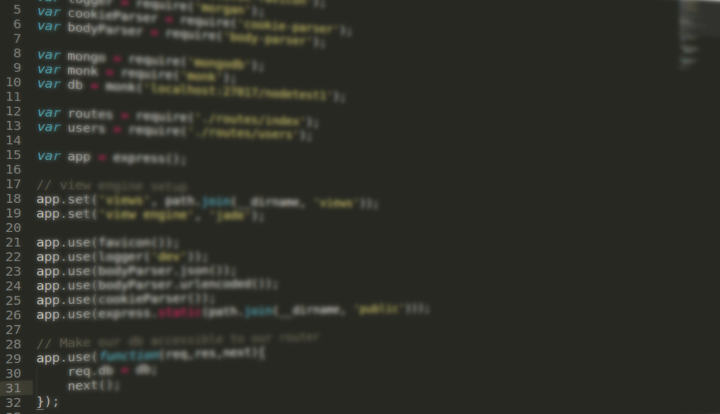 5 var cookieParser = require('cookie-parser');
6 var bodyParser = require('body-parser');
7
8 var mongo = require('mongodb');
9 var monk = require('monk');
10 var db = monk('localhost:27017/nodetest1');
11
12 var routes = require('./routes/index');
13 var users = require('./routes/users');
14
15 var app = express();
16
17 // view engine setup
18 app.set('views', path.join(__dirname, 'views'));
19 app.set('view engine', 'jade');
20
21 app.use(favicon());
22 app.use(logger('dev'));
23 app.use(bodyParser.json());
24 app.use(bodyParser.urlencoded());
25 app.use(cookieParser());
26 app.use(express.static(path.join(__dirname, 'public')));
27
28 // Make our db accessible to our router
29 app.use(function(req,res,next){
30 req.db = db;
31 next();
32 });